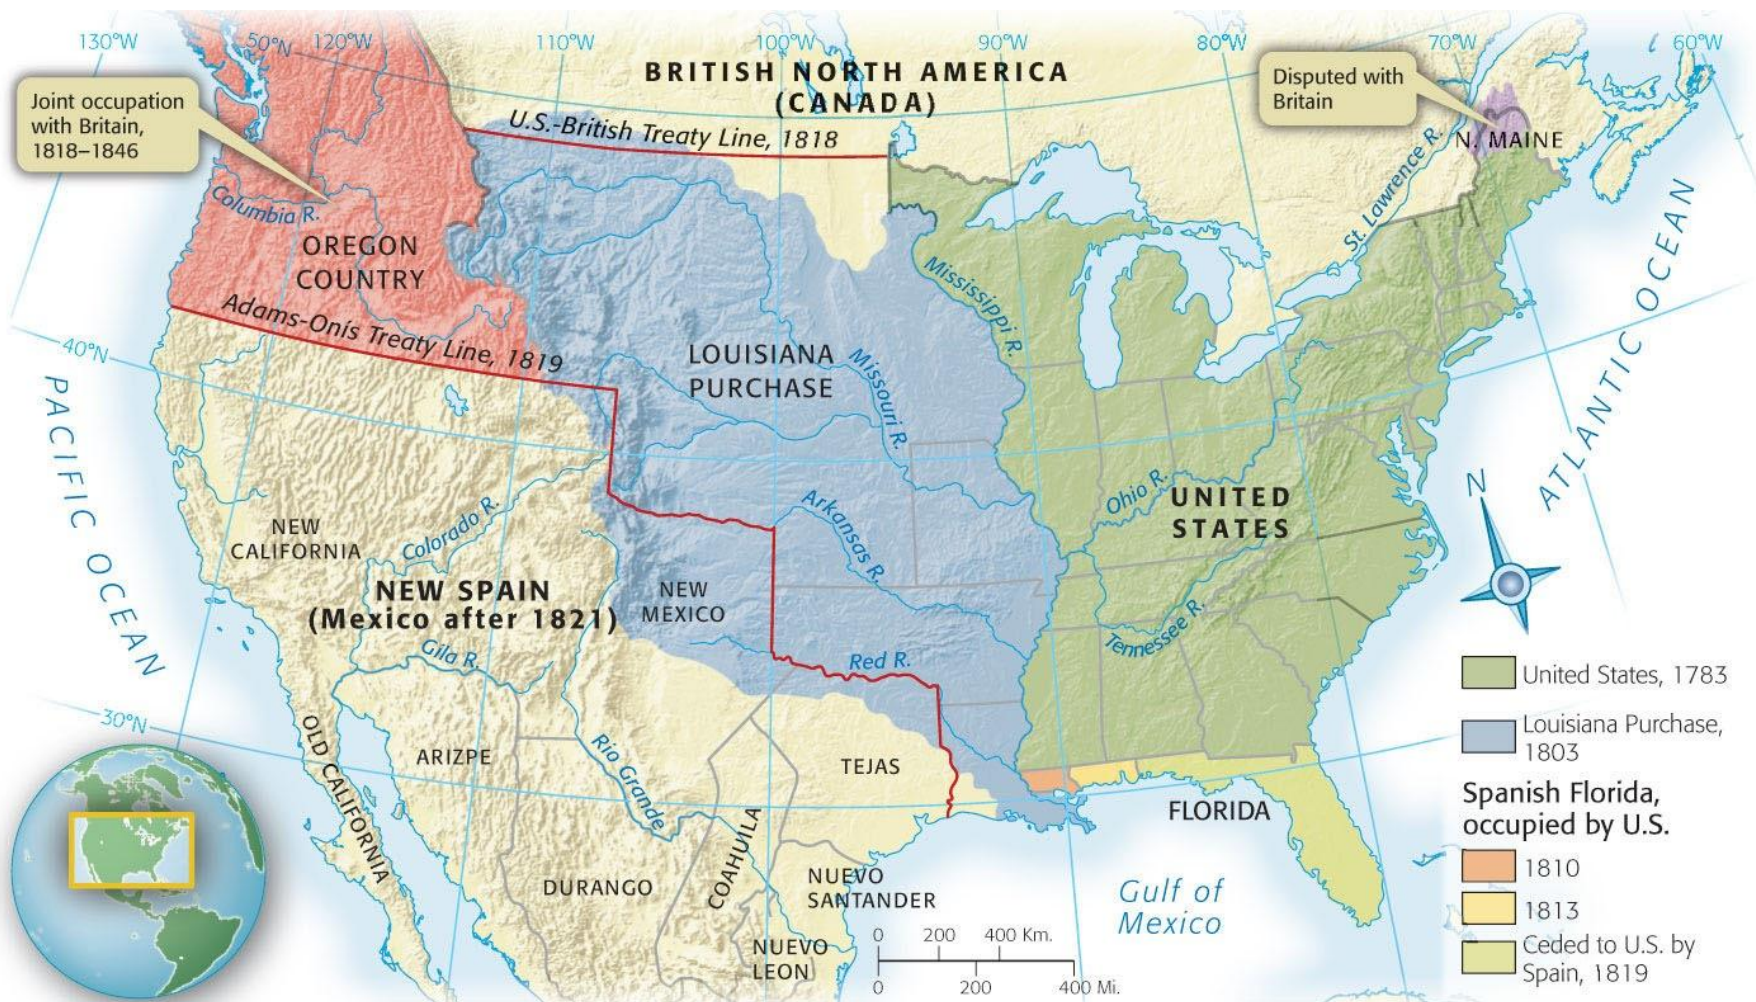 130°W
50°N
120°W
110°W
100°W
90°W
80°W
70°W
60°W
BRITISH NORTH AMERICA
(CANADA)
Joint occupation
with Britain,
1818–1846
Disputed with
Britain
U.S.-British Treaty Line, 1818
N. MAINE
St. Lawrence R.
Columbia R.
OREGON
COUNTRY
Adams-Onís Treaty Line, 1819
Mississippi R.
40°N
LOUISIANA
PURCHASE
Missouri R.
PACIFIC OCEAN
ATLANTIC OCEAN
N
Ohio R.
UNITED
STATES
Arkansas R.
Colorado R.
NEW
CALIFORNIA
NEW SPAIN
(Mexico after 1821)
NEW
MEXICO
Tennessee R.
Gila R.
Red R.
30°N
OLD CALIFORNIA
ARIZPE
Rio Grande
TEJAS
FLORIDA
COAHUILA
DURANGO
NUEVO
SANTANDER
NUEVO
LEON
Gulf of
Mexico
0 200 400 Km.
0 200 400 Mi.
United States, 1783
Louisiana Purchase,
1803
Spanish Florida,
occupied by U.S.
1810
1813
Ceded to U.S. by
Spain, 1819